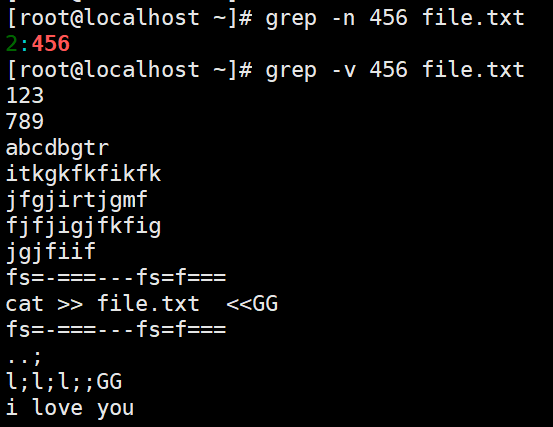 [root@localhost ~]# grep -n 456 file.txt
2:456
[root@localhost ~]# grep -v 456 file.txt
123
789
abcdbgtr
itkgkfkfikfk
jfgjirtjgmf
fjfjigjfkfig
jgjfiif
fs=-===---fs=f===
cat >> file.txt  <<GG
fs=-===---fs=f===
..;
l;l;l;;GG
i love you